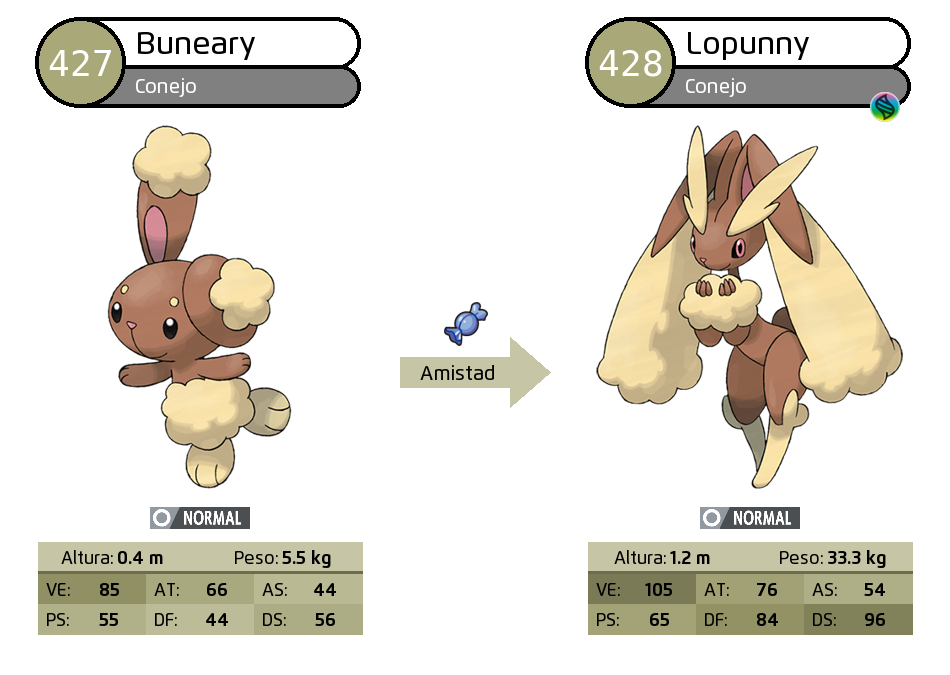 427
Buneary
Conejo
428
Lopunny
Conejo
Amistad
NORMAL
NORMAL
Altura: 0.4 m Peso: 5.5 kg
VE: 85 AT: 66 AS: 44
PS: 55 DF: 44 DS: 56
Altura: 1.2 m Peso: 33.3 kg
VE: 105 AT: 76 AS: 54
PS: 65 DF: 84 DS: 96